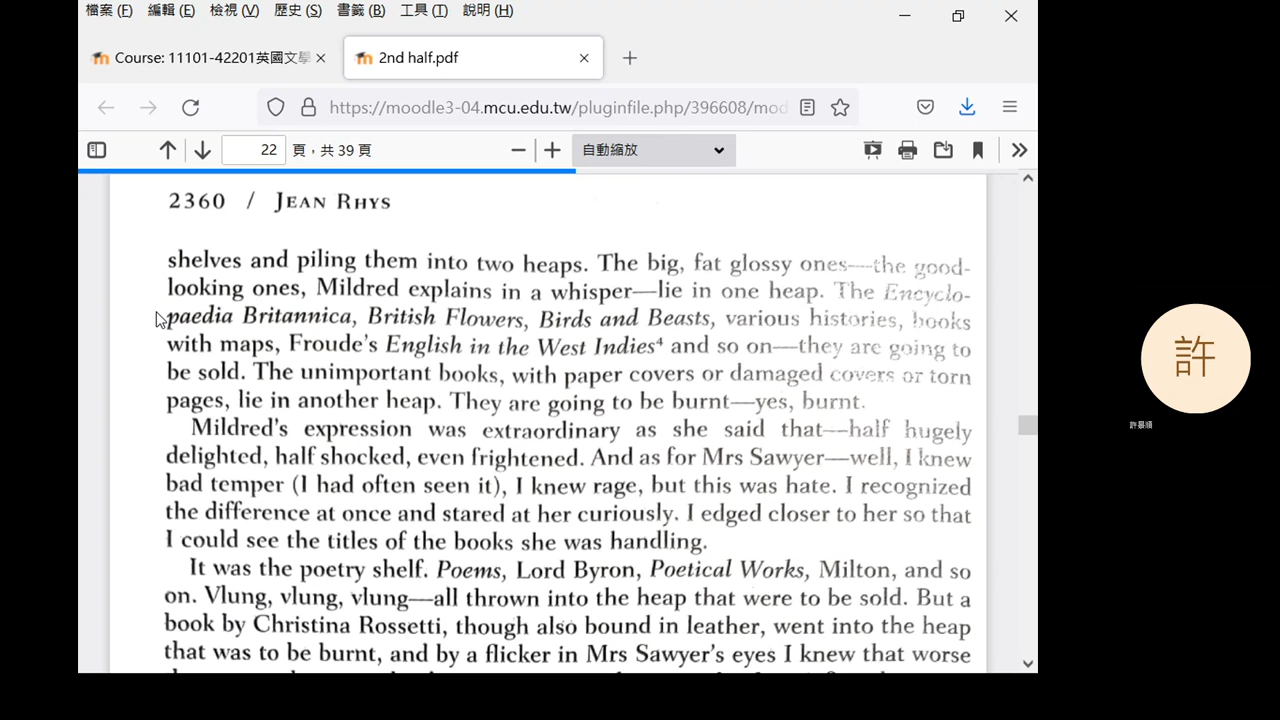 檔案 (F) 編輯 (E) 檢視 (V) 歷史 (S) 書籤 (B) 工具 (T) 說明 (H)
Course: 11101-42201英國文學
2nd half.pdf
https://moodle3-04.mcu.edu.tw/pluginfile.php/396608/mod
22 頁，共 39 頁
自動縮放
2360 / JEAN RHYS
shelves and piling them into two heaps. The big, fat glossy ones—the good-
looking ones, Mildred explains in a whisper—lie in one heap. The Encyclo-
paedia Britannica, British Flowers, Birds and Beasts, various histories, books
with maps, Froude's English in the West Indies⁴ and so on—they are going to
be sold. The unimportant books, with paper covers or damaged covers or torn
pages, lie in another heap. They are going to be burnt—yes, burnt.
Mildred's expression was extraordinary as she said that—half hugely
delighted, half shocked, even frightened. And as for Mrs Sawyer—well, I knew
bad temper (I had often seen it), I knew rage, but this was hate. I recognized
the difference at once and stared at her curiously. I edged closer to her so that
I could see the titles of the books she was handling.
It was the poetry shelf. Poems, Lord Byron, Poetical Works, Milton, and so
on. Vlung, vlung, vlung—all thrown into the heap that were to be sold. But a
book by Christina Rossetti, though also bound in leather, went into the heap
that was to be burnt, and by a flicker in Mrs Sawyer's eyes I knew that worse
許
許景順